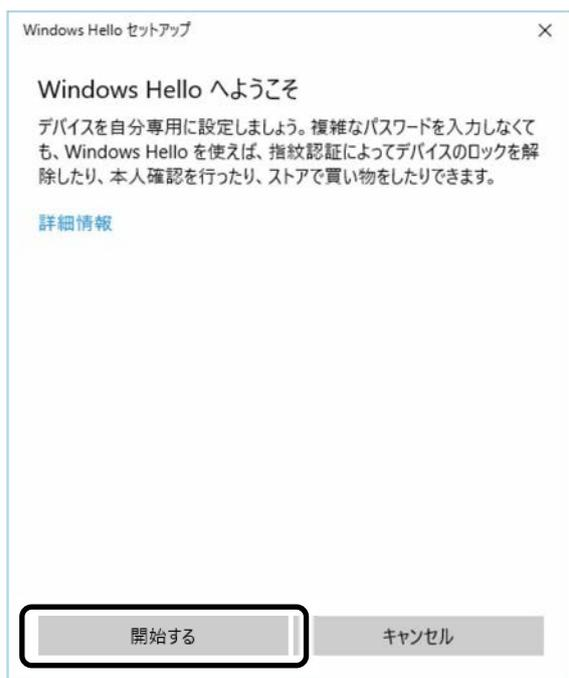 Windows Hello セットアップ
Windows Hello へようこそ
デバイスを自分専用に設定しましょう。複雑なパスワードを入力しなくて
も、Windows Hello を使えば、指紋認証によってデバイスのロックを解
除したり、本人確認を行ったり、ストアで買い物をしたりできます。
詳細情報
開始する
キャンセル